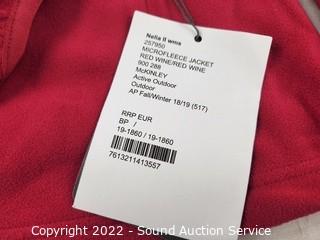 Nella II wms
257950
MICROFLEECE JACKET
RED WINE/RED WINE
900 288
McKINLEY
Active Outdoor
Outdoor
AP Fall/Winter 18/19 (517)
RRP EUR
BP /
19-1860 / 19-1860
7613211413557
Copyright 2022 - Sound Auction Service